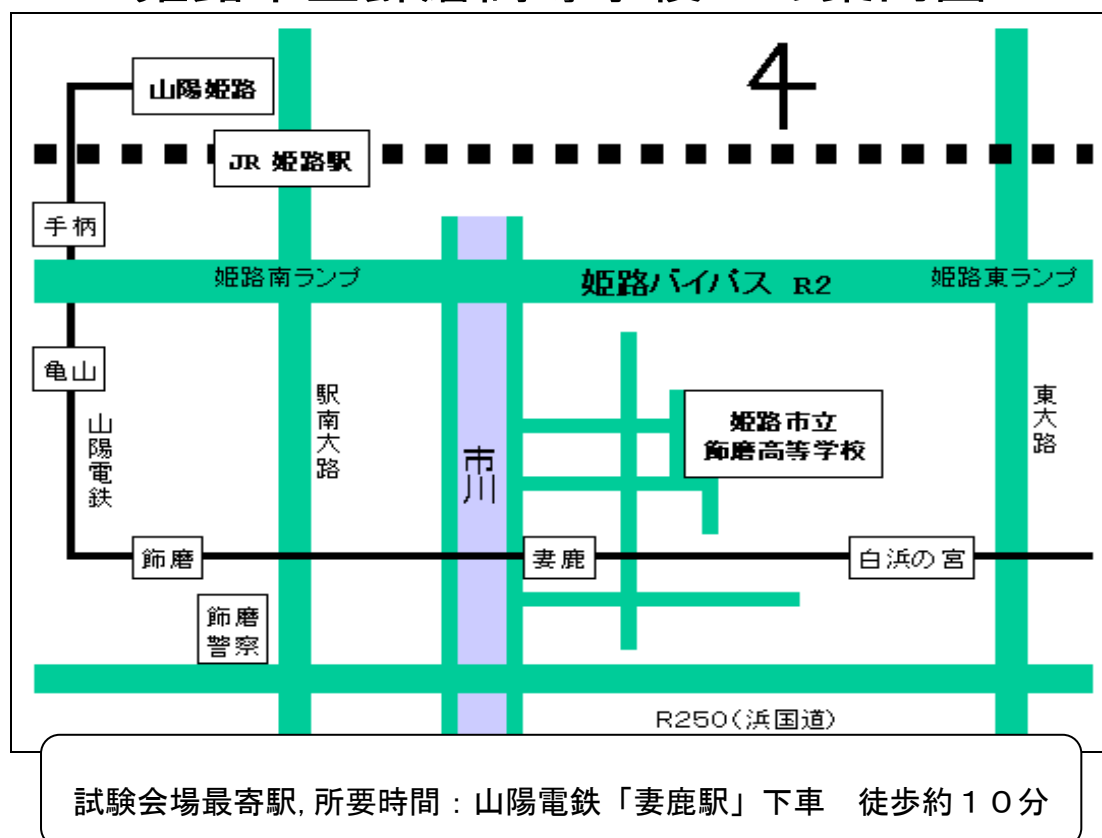 山陽姫路
JR 姫路駅
手柄
姫路南ランプ
姫路バイパス R2
姫路東ランプ
亀山
山陽電鉄
駅南大路
市川
姫路市立
飾磨高等学校
東大路
飾磨
妻鹿
白浜の宮
飾磨
警察
R250(浜国道)
試験会場最寄駅,所要時間：山陽電鉄「妻鹿駅」下車　徒歩約１０分